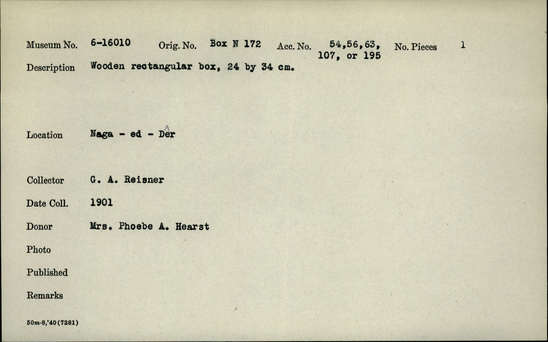 Museum No. 6-16010 Orig. No. Box N 172 Acc. No. 54,56,63, No. Pieces 1
107, or 195
Description Wooden rectangular box, 24 by 34 cm.
Location Naga - ed - Dêr
Collector G. A. Reisner
Date Coll. 1901
Donor Mrs. Phoebe A. Hearst
Photo
Published
Remarks
50m-8,'40(7281)